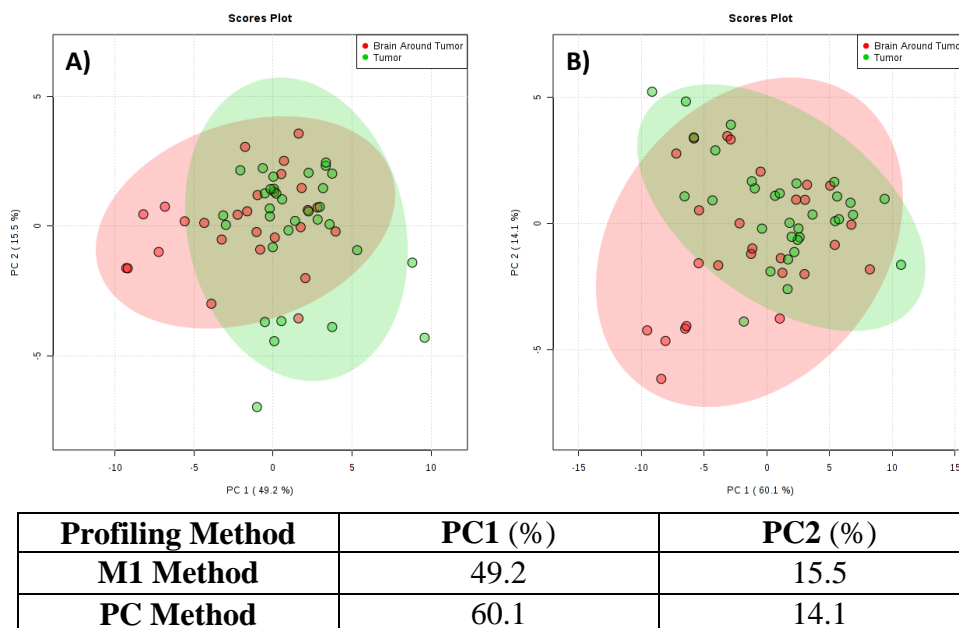 Scores Plot
A)
Brain Around Tumor
Tumor
PC 2 ( 15.5 %)
5
0
-5
-10
-5
0
5
10
PC 1 ( 49.2 %)
Scores Plot
B)
Brain Around Tumor
Tumor
PC 2 ( 14.1 %)
5
0
-5
-15
-10
-5
0
5
10
15
PC 1 ( 60.1 %)
Profiling Method PC1 (%) PC2 (%)
M1 Method 49.2 15.5
PC Method 60.1 14.1